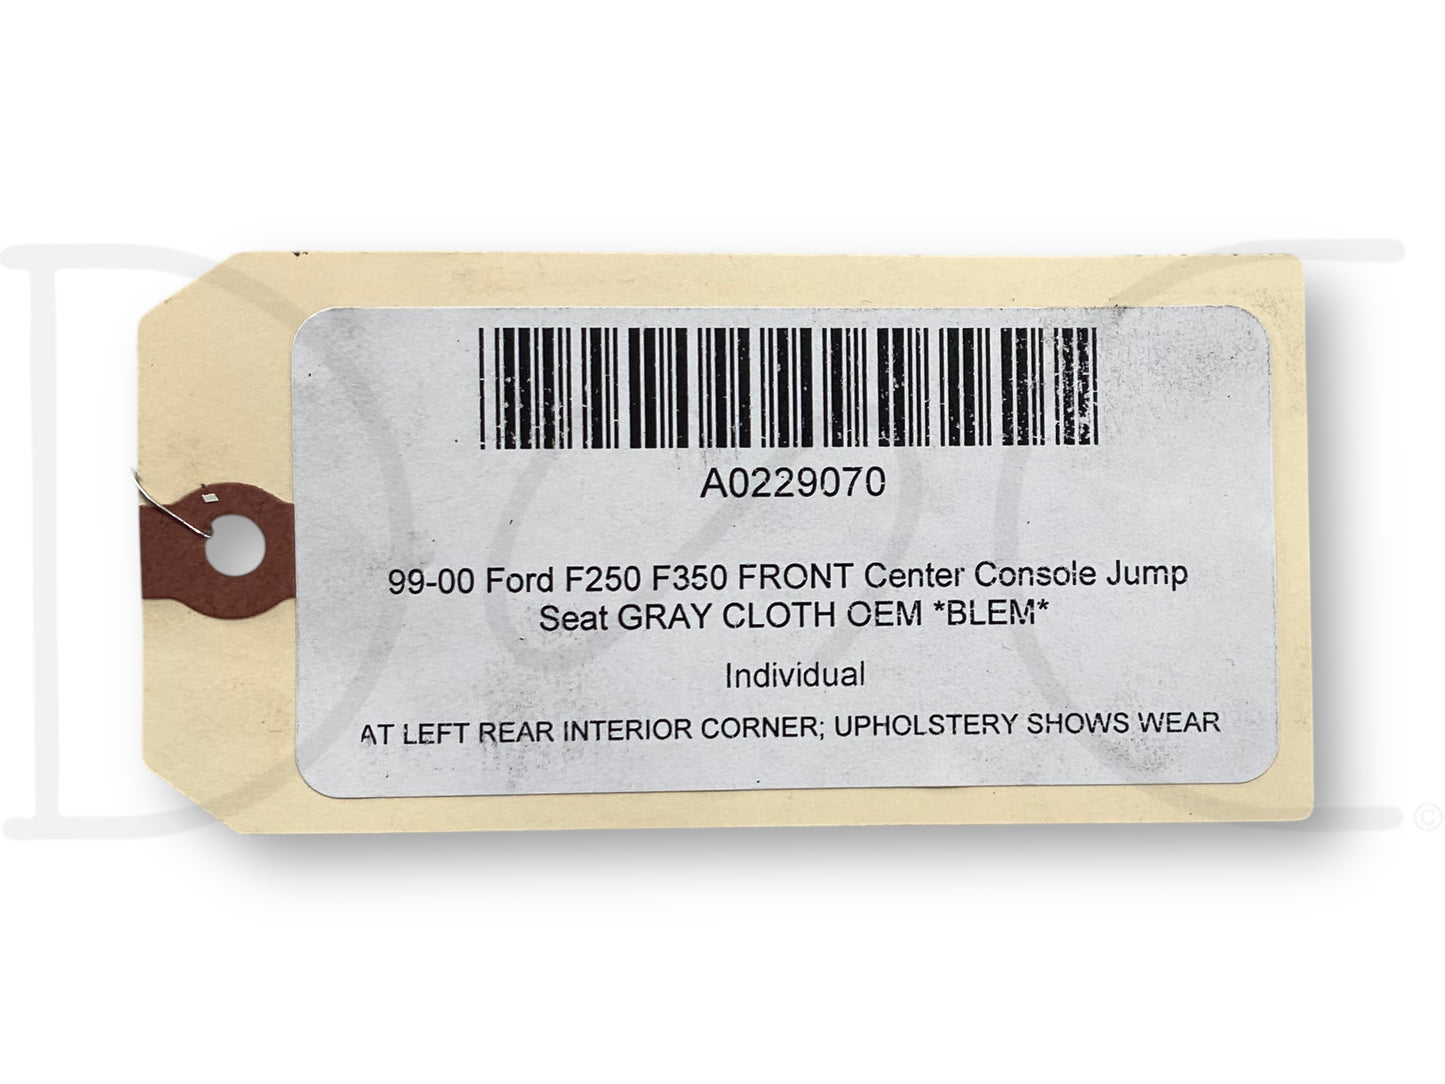 A0229070
99-00 Ford F250 F350 FRONT Center Console Jump
Seat GRAY CLOTH OEM *BLEM*
Individual
AT LEFT REAR INTERIOR CORNER; UPHOLSTERY SHOWS WEAR
D C ©